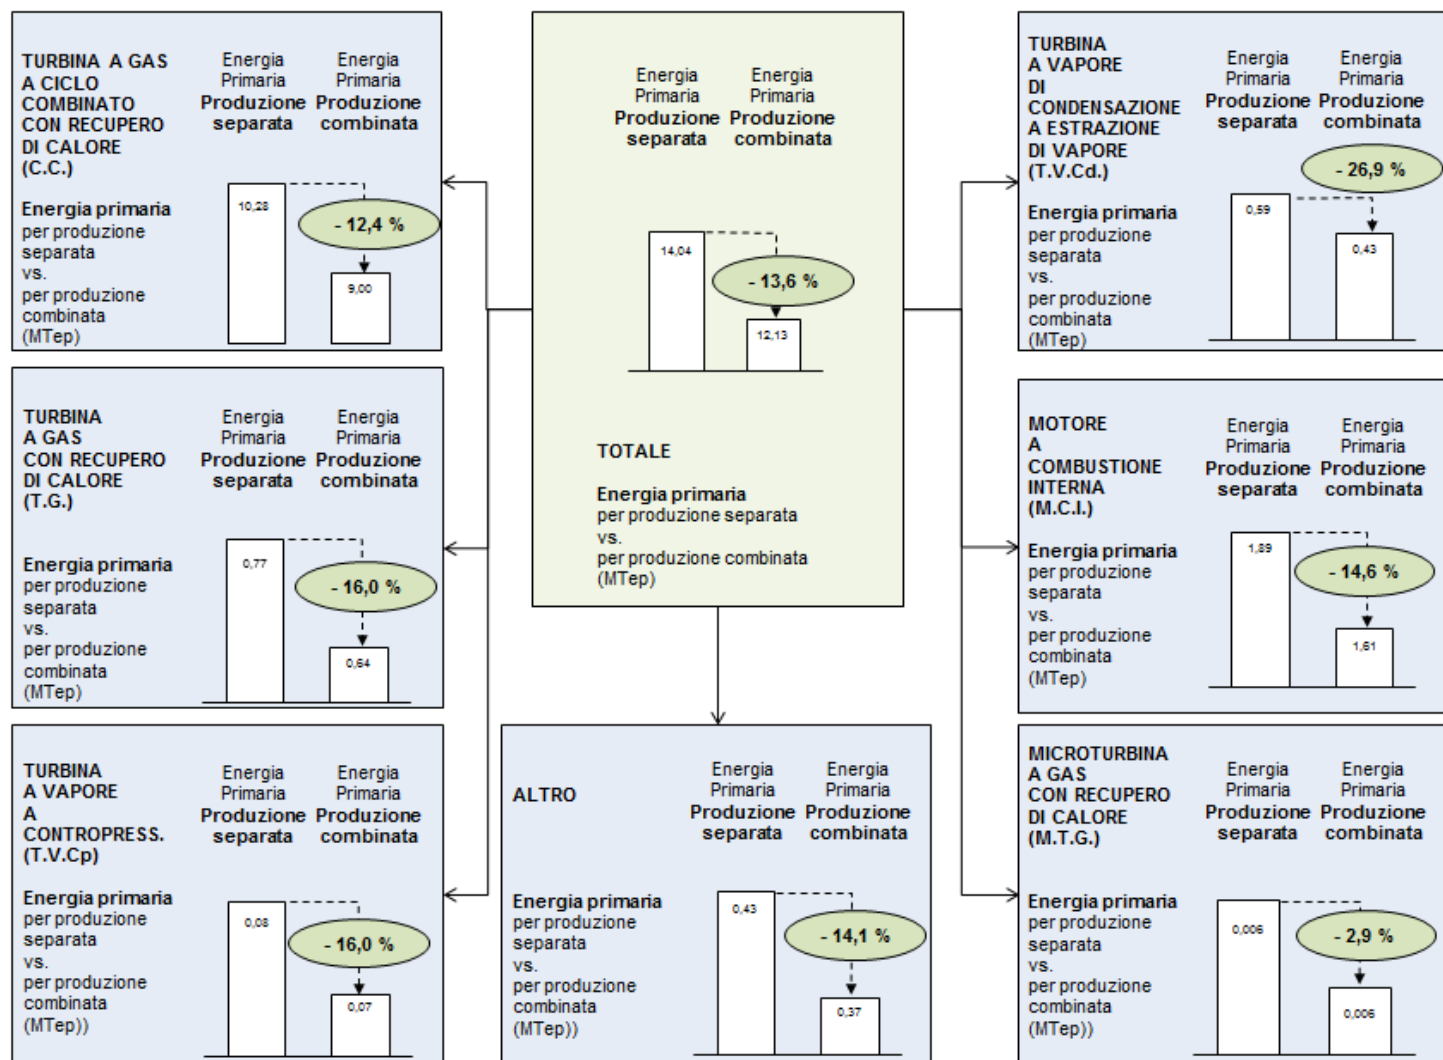 TURBINA A GAS
A CICLO
COMBINATO
CON RECUPERO
DI CALORE
(C.C.)
Energia
Primaria
Produzione
separata
Energia
Primaria
Produzione
combinata
Energia primaria
per produzione
separata
vs.
per produzione
combinata
(MTep)
10,28
- 12,4 %
9,00
Energia
Primaria
Produzione
separata
Energia
Primaria
Produzione
combinata
14,04
- 13,6 %
12,13
TOTALE
Energia primaria
per produzione separata
vs.
per produzione combinata
(MTep)
TURBINA
A VAPORE
DI
CONDENSAZIONE
A ESTRAZIONE
DI VAPORE
(T.V.Cd.)
Energia
Primaria
Produzione
separata
Energia
Primaria
Produzione
combinata
Energia primaria
per produzione
separata
vs.
per produzione
combinata
(MTep)
0,59
- 26,9 %
0,43
TURBINA
A GAS
CON RECUPERO
DI CALORE
(T.G.)
Energia
Primaria
Produzione
separata
Energia
Primaria
Produzione
combinata
Energia primaria
per produzione
separata
vs.
per produzione
combinata
(MTep)
0,77
- 16,0 %
0,64
MOTORE
A
COMBUSTIONE
INTERNA
(M.C.I.)
Energia
Primaria
Produzione
separata
Energia
Primaria
Produzione
combinata
Energia primaria
per produzione
separata
vs.
per produzione
combinata
(MTep)
1,89
- 14,6 %
1,61
TURBINA
A VAPORE
A
CONTROPRESS.
(T.V.Cp)
Energia
Primaria
Produzione
separata
Energia
Primaria
Produzione
combinata
Energia primaria
per produzione
separata
vs.
per produzione
combinata
(MTep))
0,08
- 16,0 %
0,07
ALTRO
Energia
Primaria
Produzione
separata
Energia
Primaria
Produzione
combinata
Energia primaria
per produzione
separata
vs.
per produzione
combinata
(MTep))
0,43
- 14,1 %
0,37
MICROTURBINA
A GAS
CON RECUPERO
DI CALORE
(M.T.G.)
Energia
Primaria
Produzione
separata
Energia
Primaria
Produzione
combinata
Energia primaria
per produzione
separata
vs.
per produzione
combinata
(MTep))
0,006
- 2,9 %
0,006